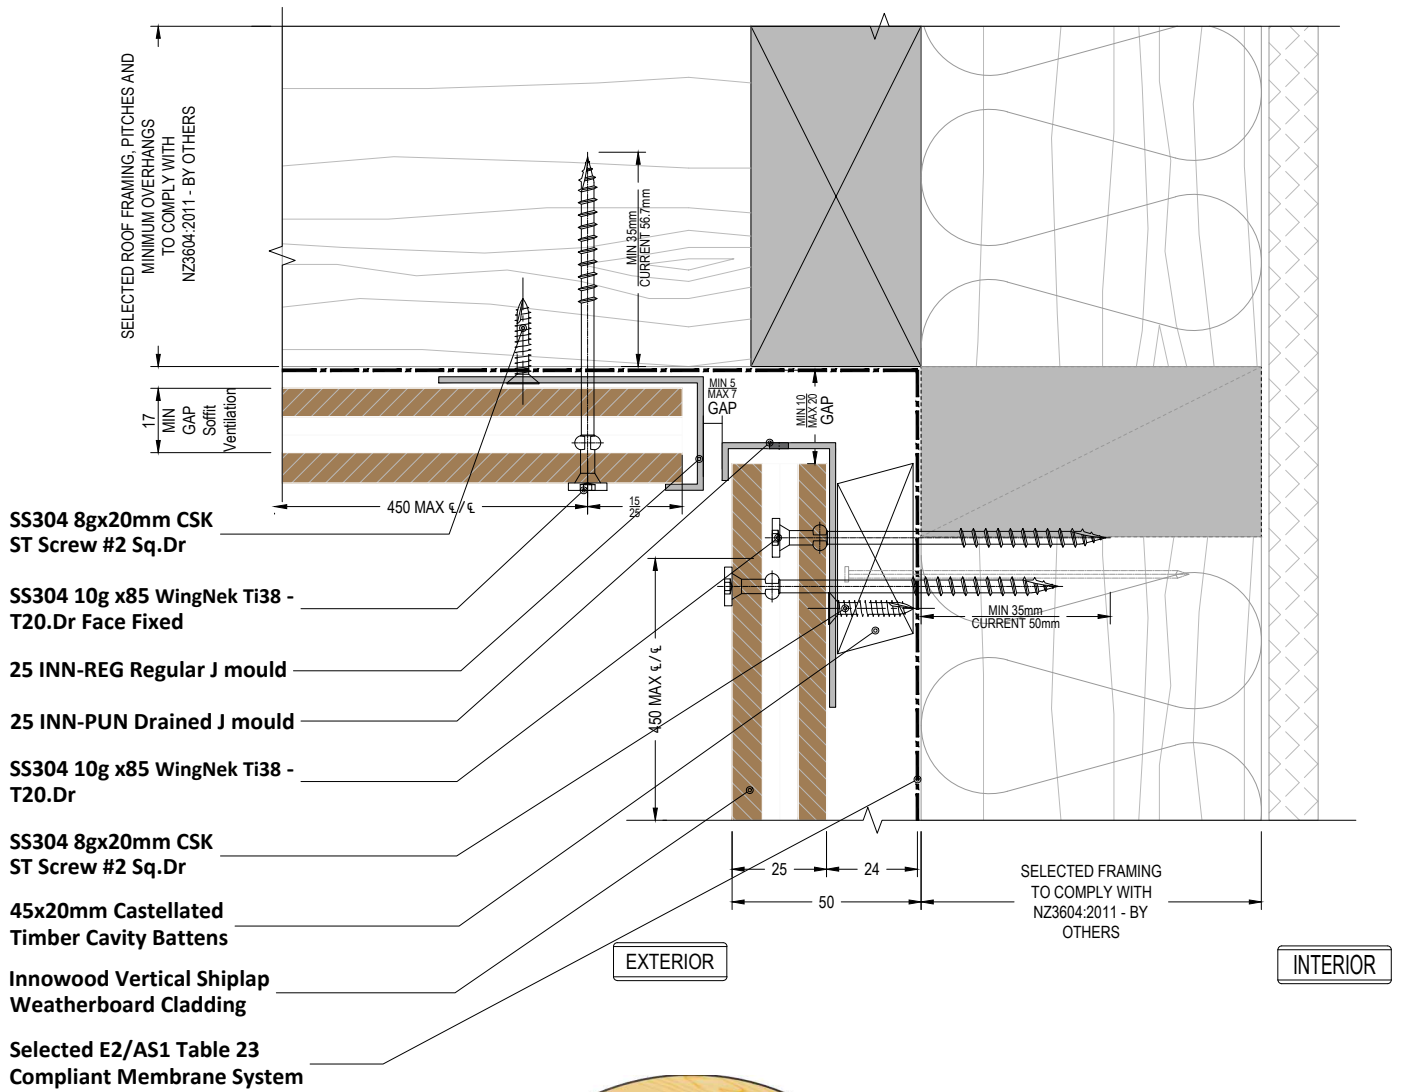 SELECTED ROOF FRAMING, PITCHES AND
MINIMUM OVERHANGS
TO COMPLY WITH
NZ3604:2011 - BY OTHERS
MIN 35mm
CURRENT 56.7mm
17
MIN
GAP
Soffit
Ventilation
MIN 5
MAX 7
GAP
MIN 10
MAX 20
GAP
450 MAX ℄ / ℄
15
25
SS304 8gx20mm CSK
ST Screw #2 Sq.Dr
SS304 10g x85 WingNek Ti38 -
T20.Dr Face Fixed
25 INN-REG Regular J mould
25 INN-PUN Drained J mould
SS304 10g x85 WingNek Ti38 -
T20.Dr
SS304 8gx20mm CSK
ST Screw #2 Sq.Dr
45x20mm Castellated
Timber Cavity Battens
Innowood Vertical Shiplap
Weatherboard Cladding
Selected E2/AS1 Table 23
Compliant Membrane System
MIN 35mm
CURRENT 50mm
450 MAX ℄ / ℄
25
24
50
SELECTED FRAMING
TO COMPLY WITH
NZ3604:2011 - BY
OTHERS
EXTERIOR
INTERIOR